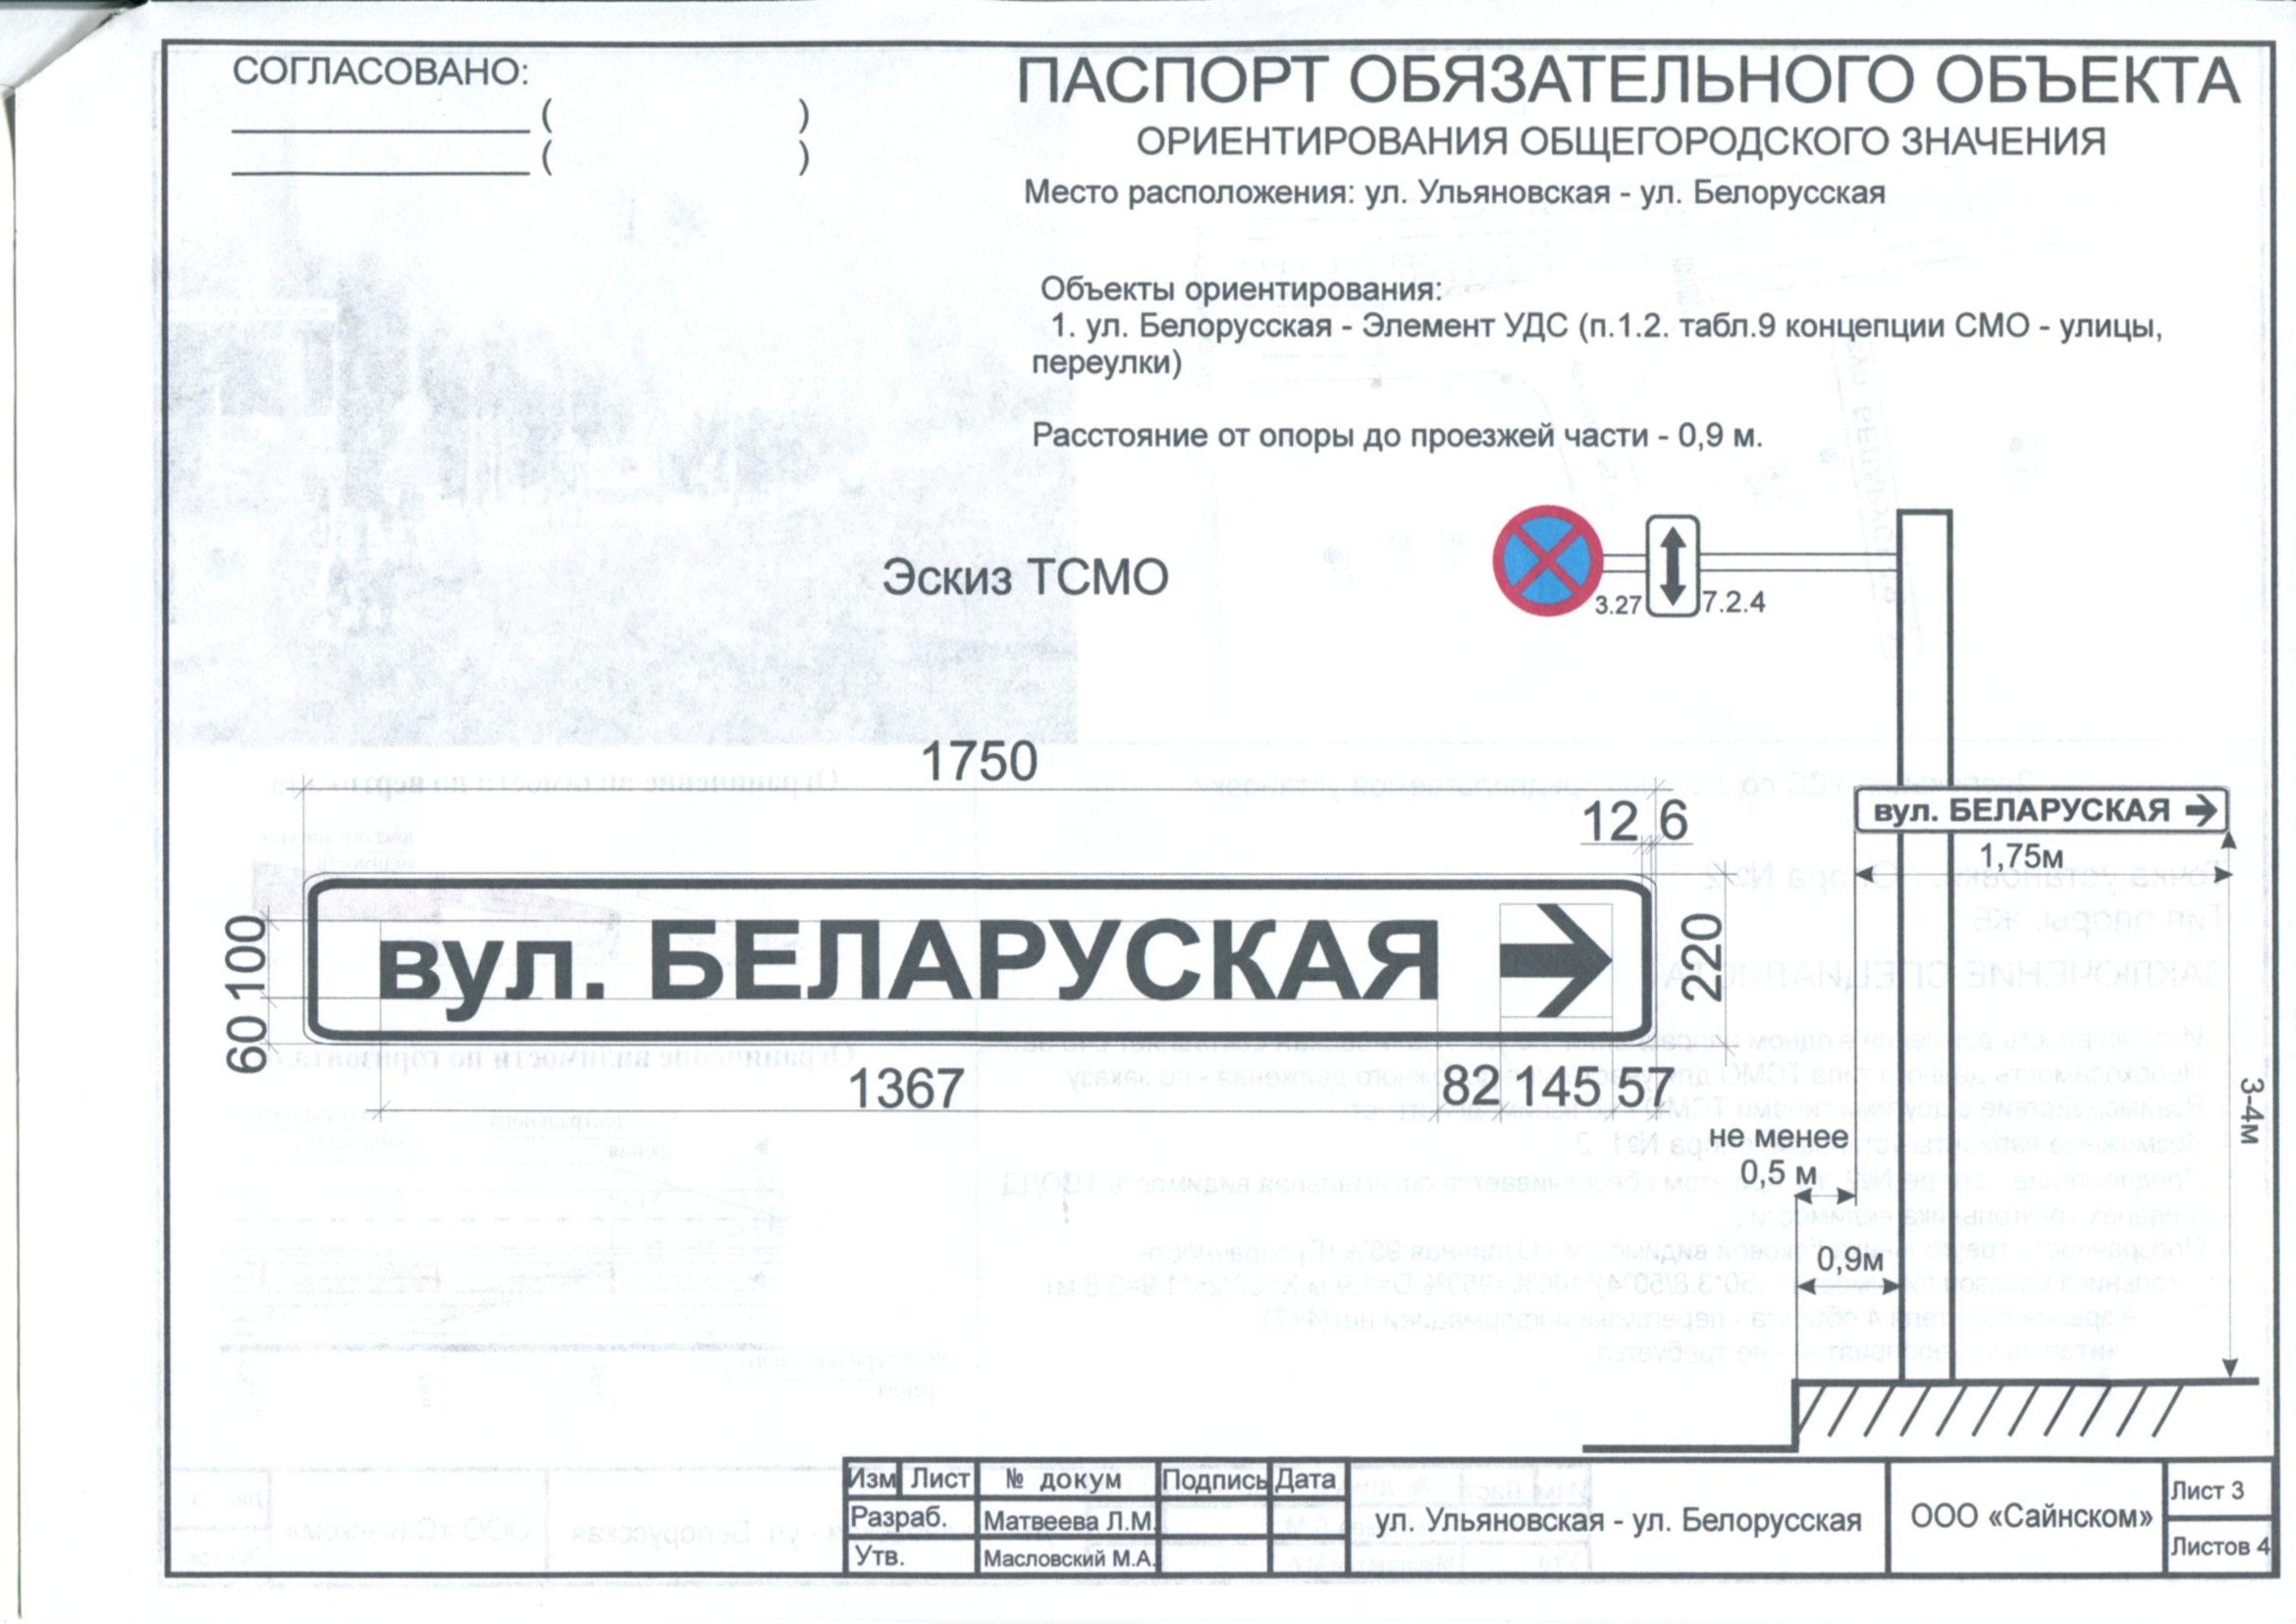 СОГЛАСОВАНО:
( )
( )
ПАСПОРТ ОБЯЗАТЕЛЬНОГО ОБЪЕКТА
ОРИЕНТИРОВАНИЯ ОБЩЕГОРОДСКОГО ЗНАЧЕНИЯ
Место расположения: ул. Ульяновская - ул. Белорусская
Объекты ориентирования:
1. ул. Белорусская - Элемент УДС (п.1.2. табл.9 концепции СМО - улицы,
переулки)
Расстояние от опоры до проезжей части - 0,9 м.
Эскиз ТСМО
3.27
7.2.4
1750
12 6
вул. БЕЛАРУСКАЯ
1,75м
100
60
вул. БЕЛАРУСКАЯ
220
1367
82 145 57
3-4м
не менее
0,5 м
0,9м
Изм Лист № докум Подпись Дата
Разраб. Матвеева Л.М.
Утв. Масловский М.А.
ул. Ульяновская - ул. Белорусская
ООО «Сайнском»
Лист 3
Листов 4